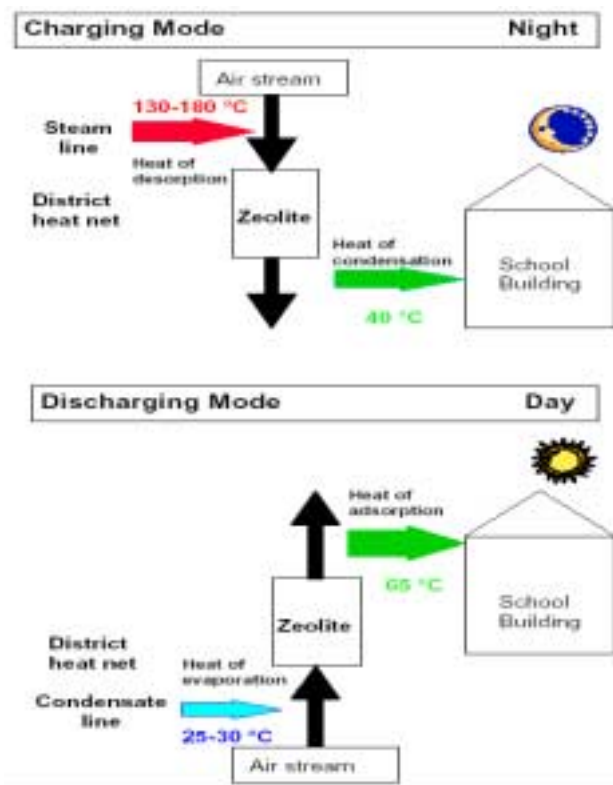 Charging Mode Night
Air stream
130-180 °C
Steam
line
Heat of
desorption
District
heat net
Zeolite
Heat of
condensation
School
Building
40 °C
Discharging Mode Day
Heat of
adsorption
65 °C
Zeolite
School
Building
District
heat net
Heat of
evaporation
Condensate
line
25-30 °C
Air stream